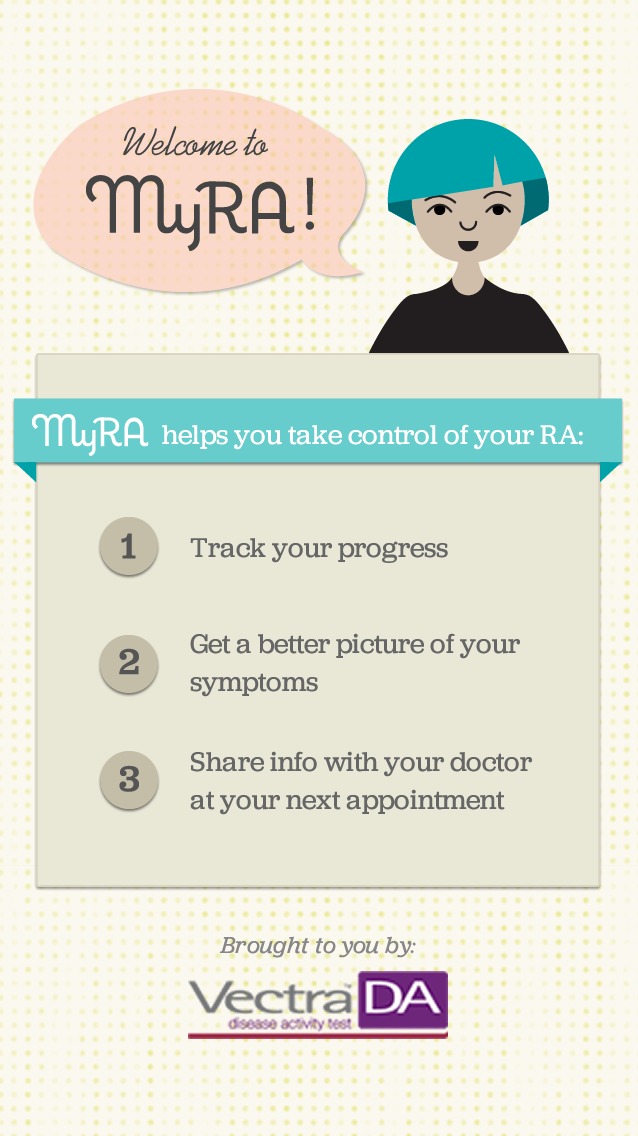 Welcome to
MyRA!
MyRA helps you take control of your RA:
1 Track your progress
2 Get a better picture of your
symptoms
3 Share info with your doctor
at your next appointment
Brought to you by:
Vectra™ DA
disease activity test